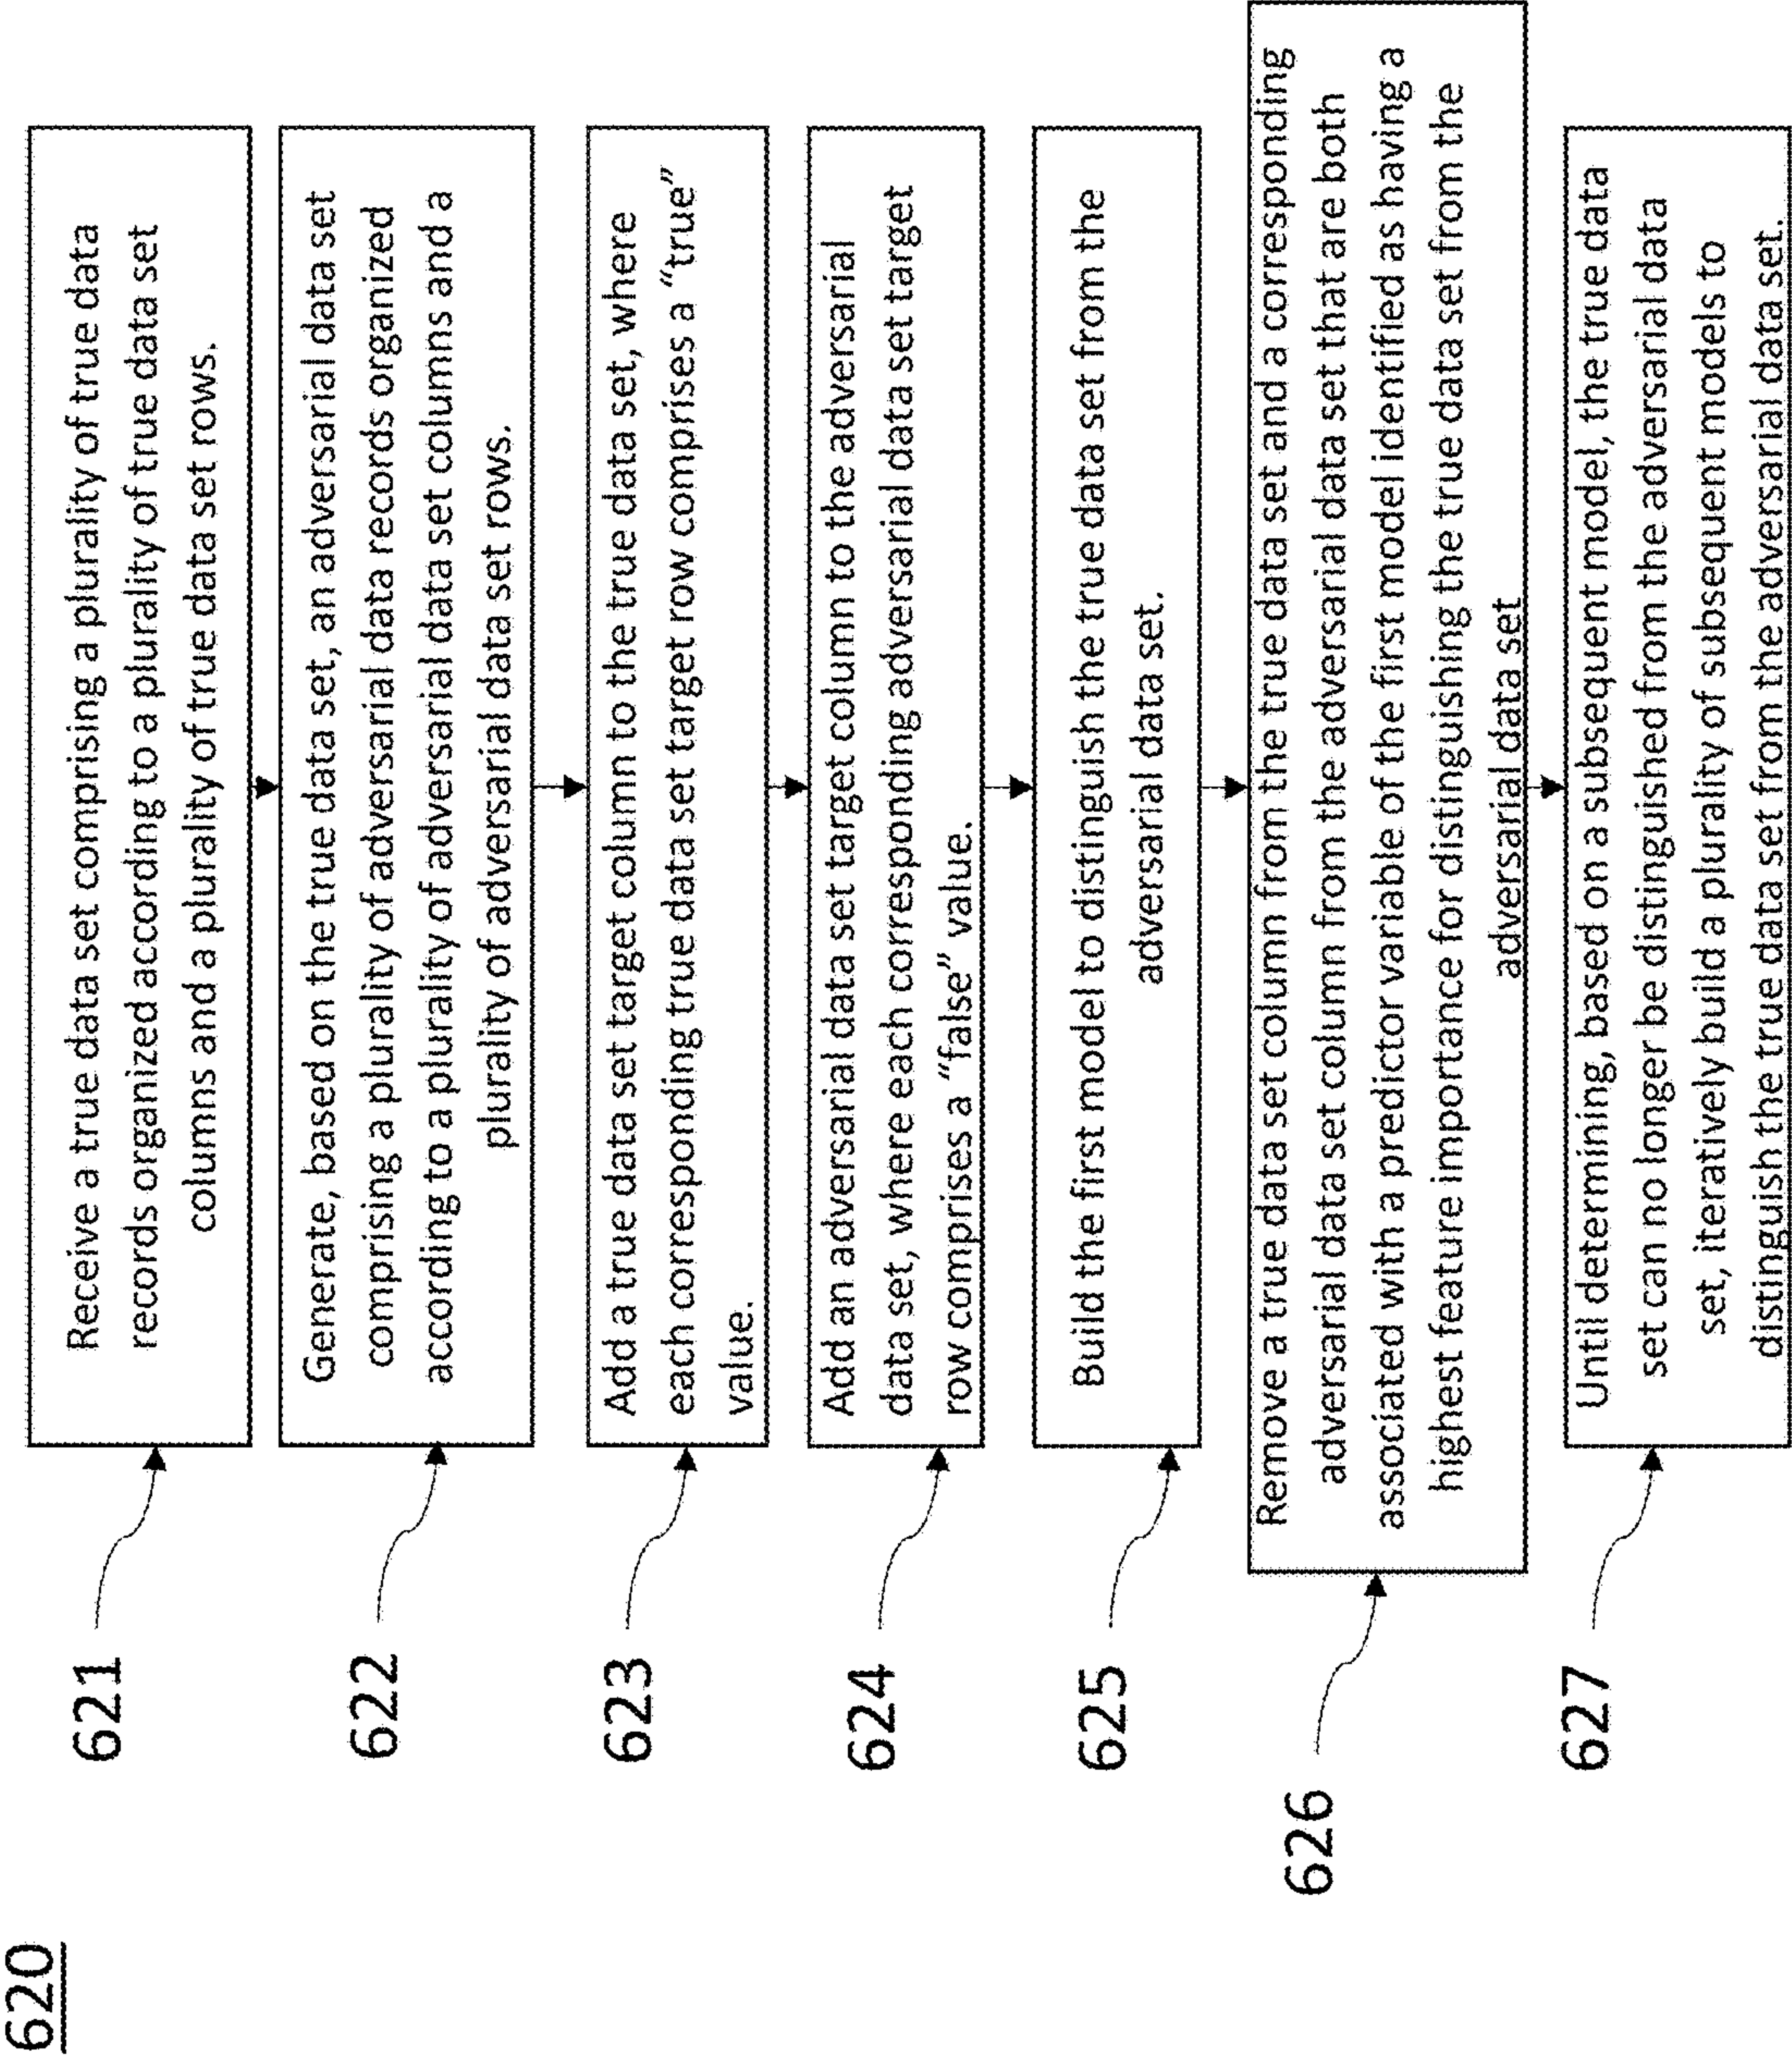 620
621
Receive a true data set comprising a plurality of true data
records organized according to a plurality of true data set
columns and a plurality of true data set rows.
622
Generate, based on the true data set, an adversarial data set
comprising a plurality of adversarial data records organized
according to a plurality of adversarial data set columns and a
plurality of adversarial data set rows.
623
Add a true data set target column to the true data set, where
each corresponding true data set target row comprises a “true”
value.
624
Add an adversarial data set target column to the adversarial
data set, where each corresponding adversarial data set target
row comprises a “false” value.
625
Build the first model to distinguish the true data set from the
adversarial data set.
626
Remove a true data set column from the true data set and a corresponding
adversarial data set column from the adversarial data set that are both
associated with a predictor variable of the first model identified as having a
highest feature importance for distinguishing the true data set from the
adversarial data set
627
Until determining, based on a subsequent model, the true data
set can no longer be distinguished from the adversarial data
set, iteratively build a plurality of subsequent models to
distinguish the true data set from the adversarial data set.